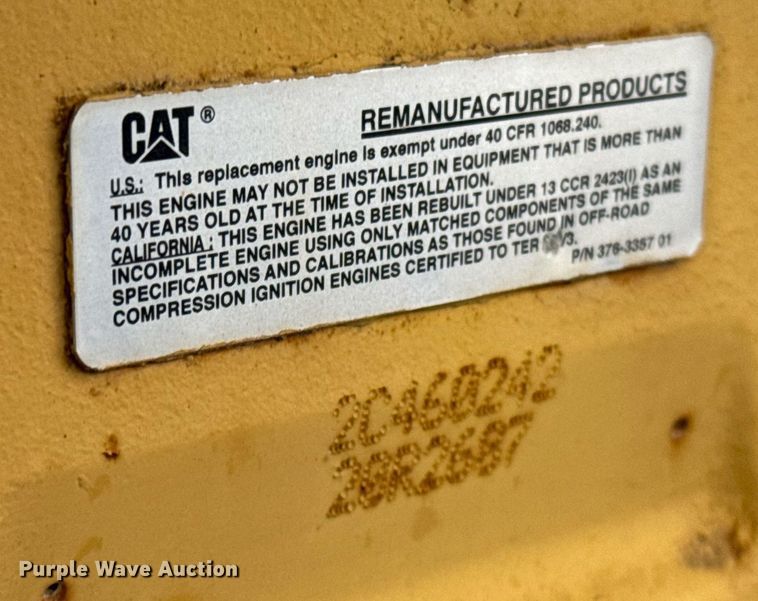 CAT®
REMANUFACTURED PRODUCTS
U.S.: This replacement engine is exempt under 40 CFR 1068.240.
THIS ENGINE MAY NOT BE INSTALLED IN EQUIPMENT THAT IS MORE THAN
40 YEARS OLD AT THE TIME OF INSTALLATION.
CALIFORNIA : THIS ENGINE HAS BEEN REBUILT UNDER 13 CCR 2423(l) AS AN
INCOMPLETE ENGINE USING ONLY MATCHED COMPONENTS OF THE SAME
SPECIFICATIONS AND CALIBRATIONS AS THOSE FOUND IN OFF-ROAD
COMPRESSION IGNITION ENGINES CERTIFIED TO
P/N 376-3357 01
Purple Wave Auction